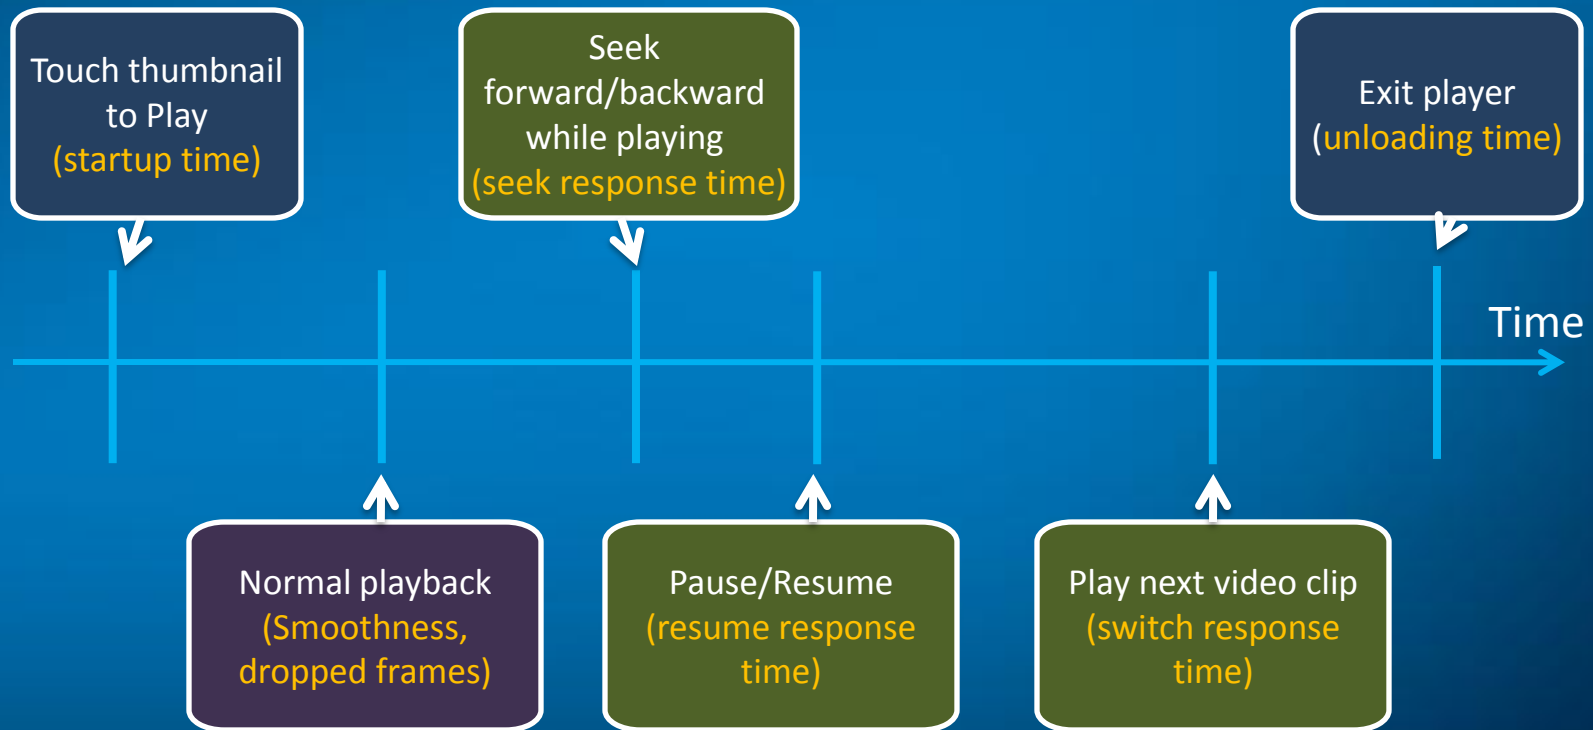 Touch thumbnail
to Play
(startup time)
Seek
forward/backward
while playing
(seek response time)
Exit player
(unloading time)
Time
Normal playback
(Smoothness,
dropped frames)
Pause/Resume
(resume response
time)
Play next video clip
(switch response
time)